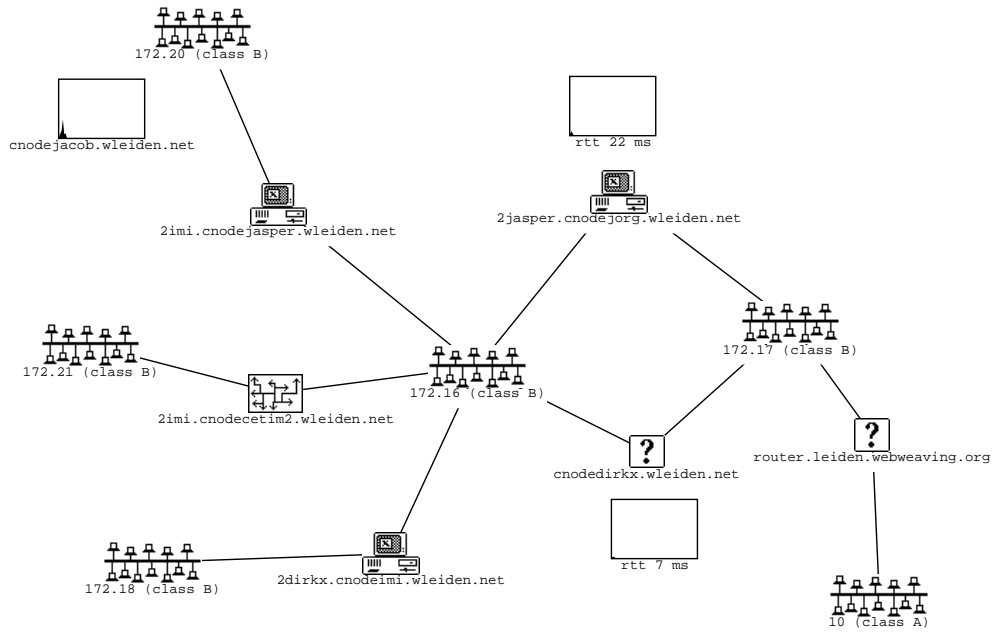 172.20 (class B)
cnodejacob.wleiden.net
rtt 22 ms
2imi.cnodejasper.wleiden.net
2jasper.cnodejorg.wleiden.net
172.21 (class B)
172.16 (class B)
172.17 (class B)
2imi.cnodecetim2.wleiden.net
?
cnodedirkx.wleiden.net
?
router.leiden.webweaving.org
rtt 7 ms
172.18 (class B)
2dirkx.cnodeimi.wleiden.net
10 (class A)